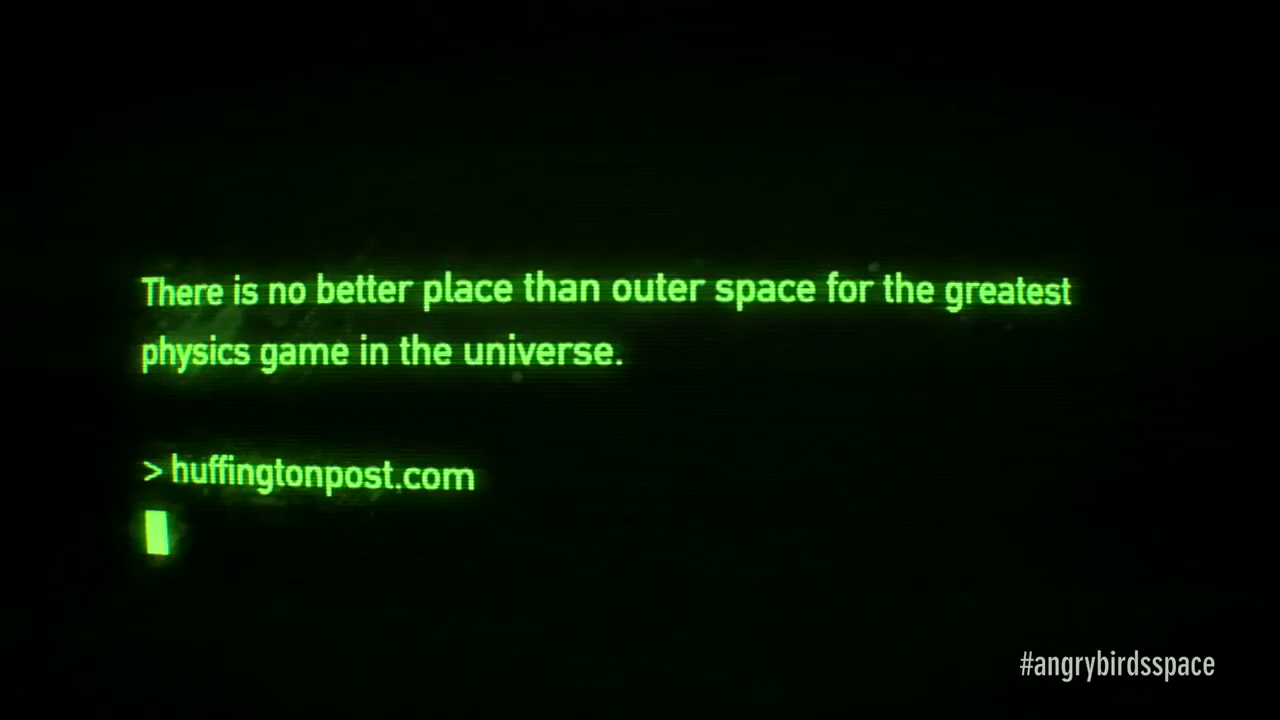 There is no better place than outer space for the greatest
physics game in the universe.
> huffingtonpost.com
#angrybirdsspace